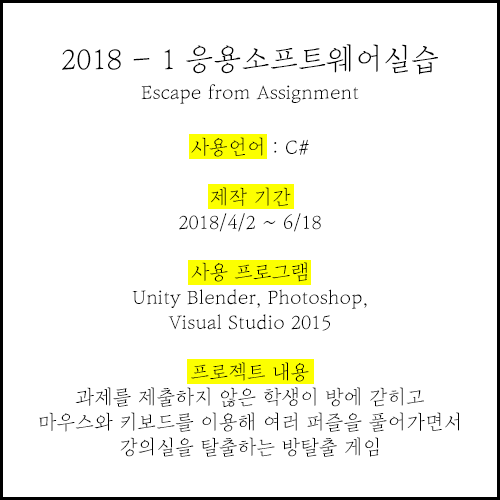 2018 - 1 응용소프트웨어실습
Escape from Assignment
사용언어 : C#
제작 기간
2018/4/2 ~ 6/18
사용 프로그램
Unity Blender, Photoshop,
Visual Studio 2015
프로젝트 내용
과제를 제출하지 않은 학생이 방에 갇히고
마우스와 키보드를 이용해 여러 퍼즐을 풀어가면서
강의실을 탈출하는 방탈출 게임